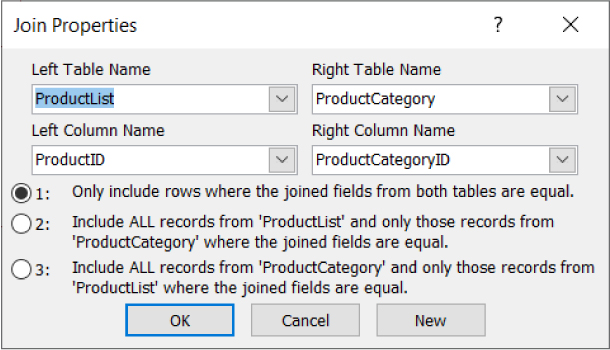 Join Properties
?
Left Table Name
Right Table Name
ProductList
ProductCategory
Left Column Name
Right Column Name
ProductID
ProductCategoryID
1: Only include rows where the joined fields from both tables are equal.
2: Include ALL records from 'ProductList' and only those records from
'ProductCategory' where the joined fields are equal.
3: Include ALL records from 'ProductCategory' and only those records from
'ProductList' where the joined fields are equal.
OK
Cancel
New